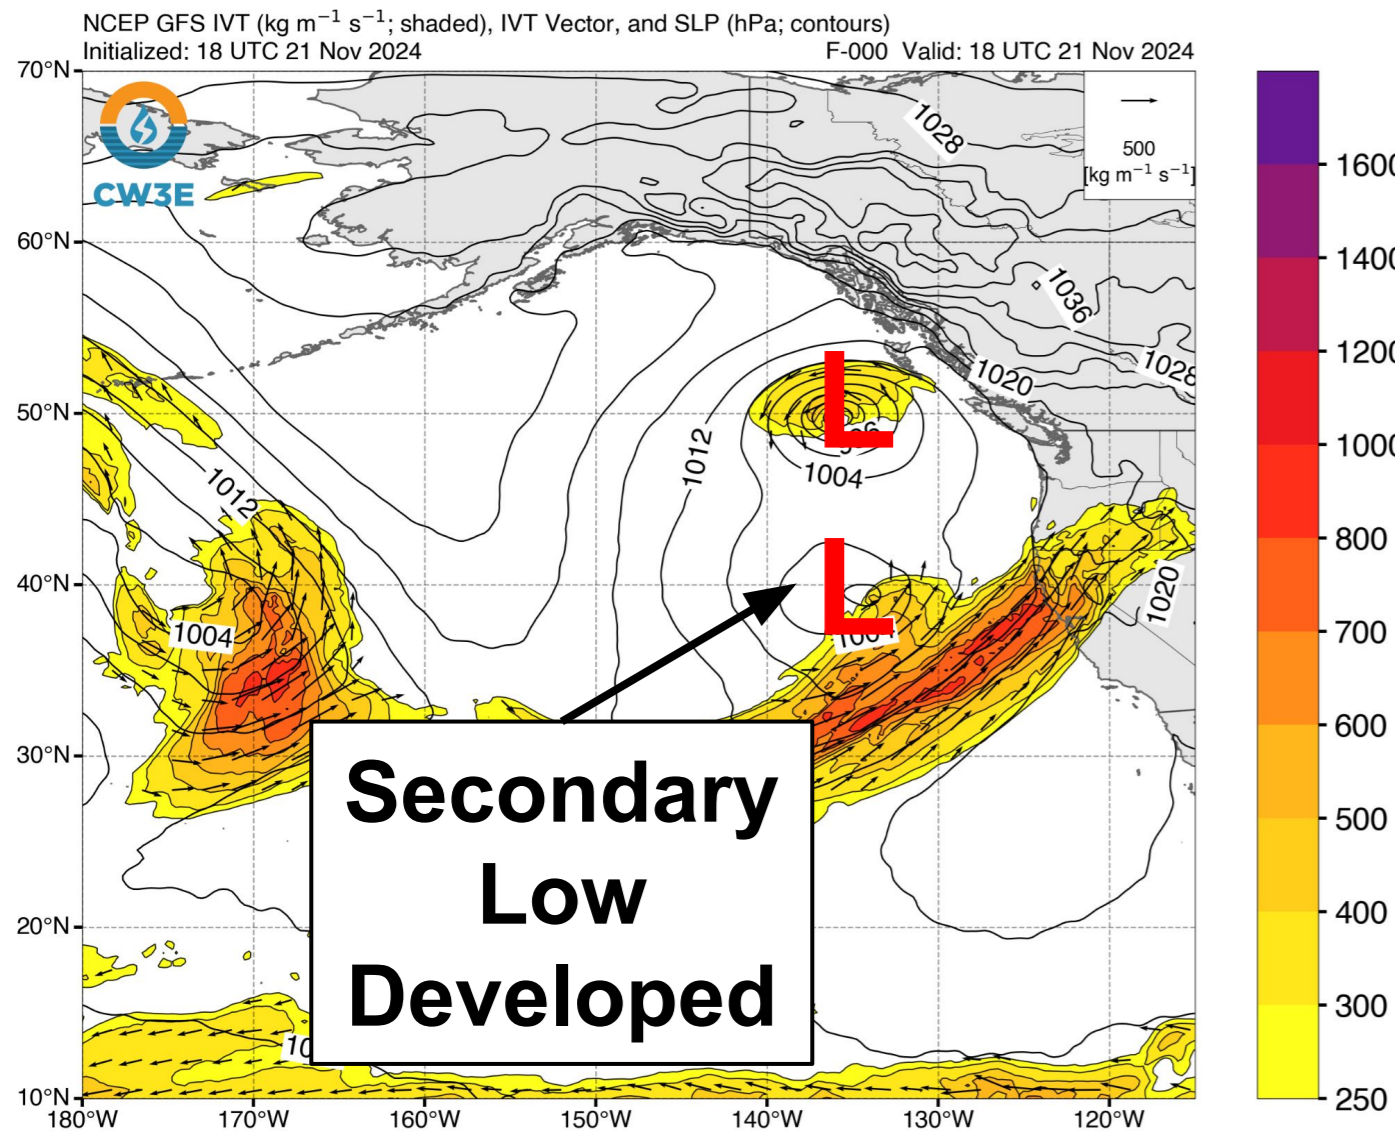 NCEP GFS IVT (kg m⁻¹ s⁻¹; shaded), IVT Vector, and SLP (hPa; contours)
Initialized: 18 UTC 21 Nov 2024 F-000 Valid: 18 UTC 21 Nov 2024
70°N
CW3E
500
[kg m⁻¹ s⁻¹]
1028
60°N
1036
1028
1020
50°N
L
1004
1012
1012
40°N
L
1020
1004
30°N
Secondary
Low
Developed
20°N
10°N
180°W
170°W
160°W
150°W
140°W
130°W
120°W
1600
1400
1200
1000
800
700
600
500
400
300
250